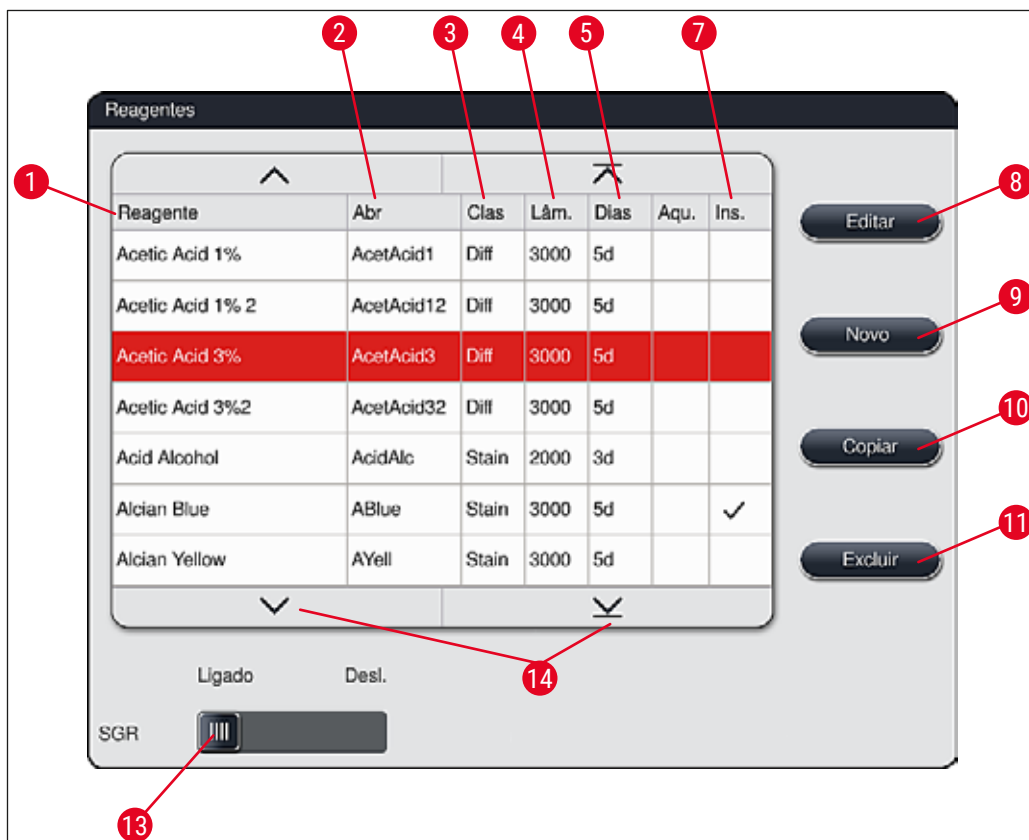 2 3 4 5 7
Reagentes
1
Reagente Abr Clas Lâm. Dias Aqu. Ins.
Acetic Acid 1% AcetAcid1 Diff 3000 5d
Acetic Acid 1% 2 AcetAcid12 Diff 3000 5d
Acetic Acid 3% AcetAcid3 Diff 3000 5d
Acetic Acid 3%2 AcetAcid32 Diff 3000 5d
Acid Alcohol AcidAlc Stain 2000 3d
Alcian Blue ABlue Stain 3000 5d ✓
Alcian Yellow AYell Stain 3000 5d
8
Editar
9
Novo
10
Copiar
11
Excluir
14
Ligado Desl.
SGR
13